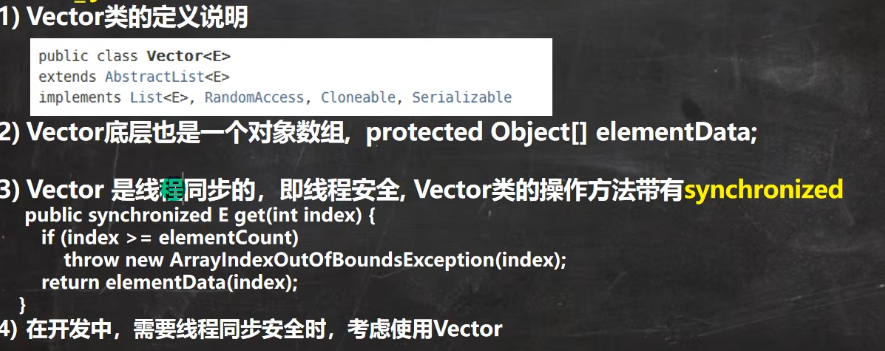 1) Vector类的定义说明
public class Vector<E>
extends AbstractList<E>
implements List<E>, RandomAccess, Cloneable, Serializable
2) Vector底层也是一个对象数组, protected Object[] elementData;
3) Vector 是线程同步的，即线程安全, Vector类的操作方法带有synchronized
public synchronized E get(int index) {
if (index >= elementCount)
throw new ArrayIndexOutOfBoundsException(index);
return elementData(index);
}
4) 在开发中，需要线程同步安全时，考虑使用Vector